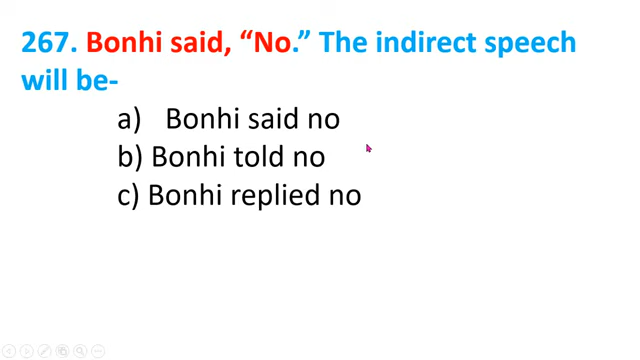 267. Bonhi said, “No.” The indirect speech
will be-
a) Bonhi said no
b) Bonhi told no
c) Bonhi replied no